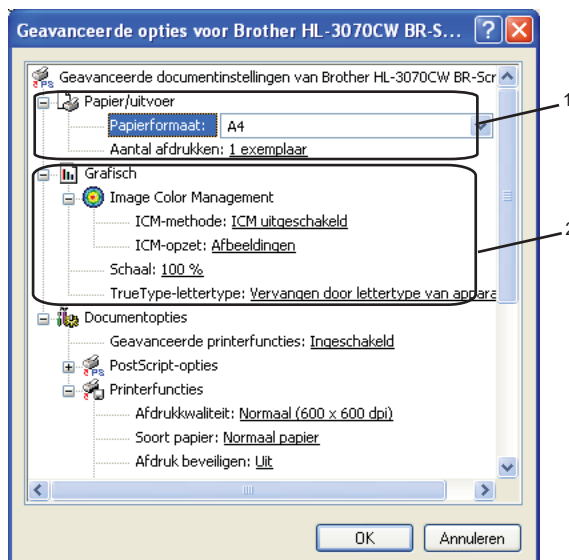 Geavanceerde opties voor Brother HL-3070CW BR-S...
Geavanceerde documentinstellingen van Brother HL-3070CW BR-Scr
Papier/uitvoer
1
Papierformaat: A4
Aantal afdrukken: 1 exemplaar
Grafisch
Image Color Management
ICM-methode: ICM uitgeschakeld
2
ICM-opzet: Afbeeldingen
Schaal: 100 %
TrueType-lettertype: Vervangen door lettertype van appara
Documentopties
Geavanceerde printerfuncties: Ingeschakeld
PS PostScript-opties
Printerfuncties
Afdrukkwaliteit: Normaal (600 x 600 dpi)
Soort papier: Normaal papier
Afdruk beveiligen: Uit
OK Annuleren